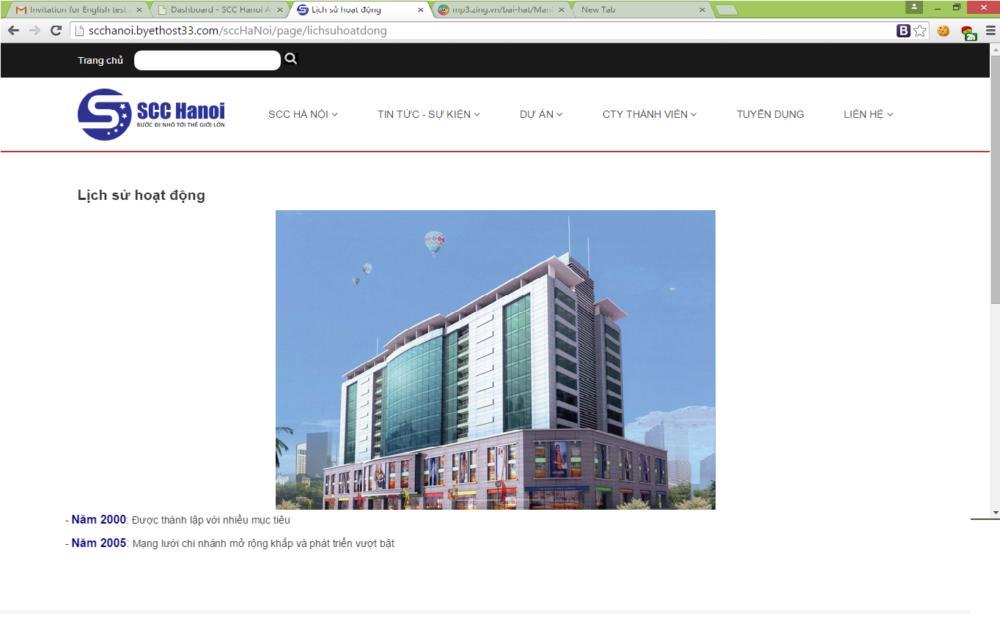 Invitation for English test
Dashboard - SCC Hanoi A
Lịch sử hoạt động
mp3.zing.vn/bai-hat/Man
New Tab
scchanoi.byethost33.com/sccHaNoi/page/lichsuhoatdong
B
2h
Trang chủ
SCC Hanoi
BƯỚC ĐI NHỎ TỚI THẾ GIỚI LỚN
SCC HÀ NỘI
TIN TỨC - SỰ KIỆN
DỰ ÁN
CTY THÀNH VIÊN
TUYỂN DỤNG
LIÊN HỆ
Lịch sử hoạt động
- Năm 2000: Được thành lập với nhiều mục tiêu
- Năm 2005: Mạng lưới chi nhánh mở rộng khắp và phát triển vượt bật